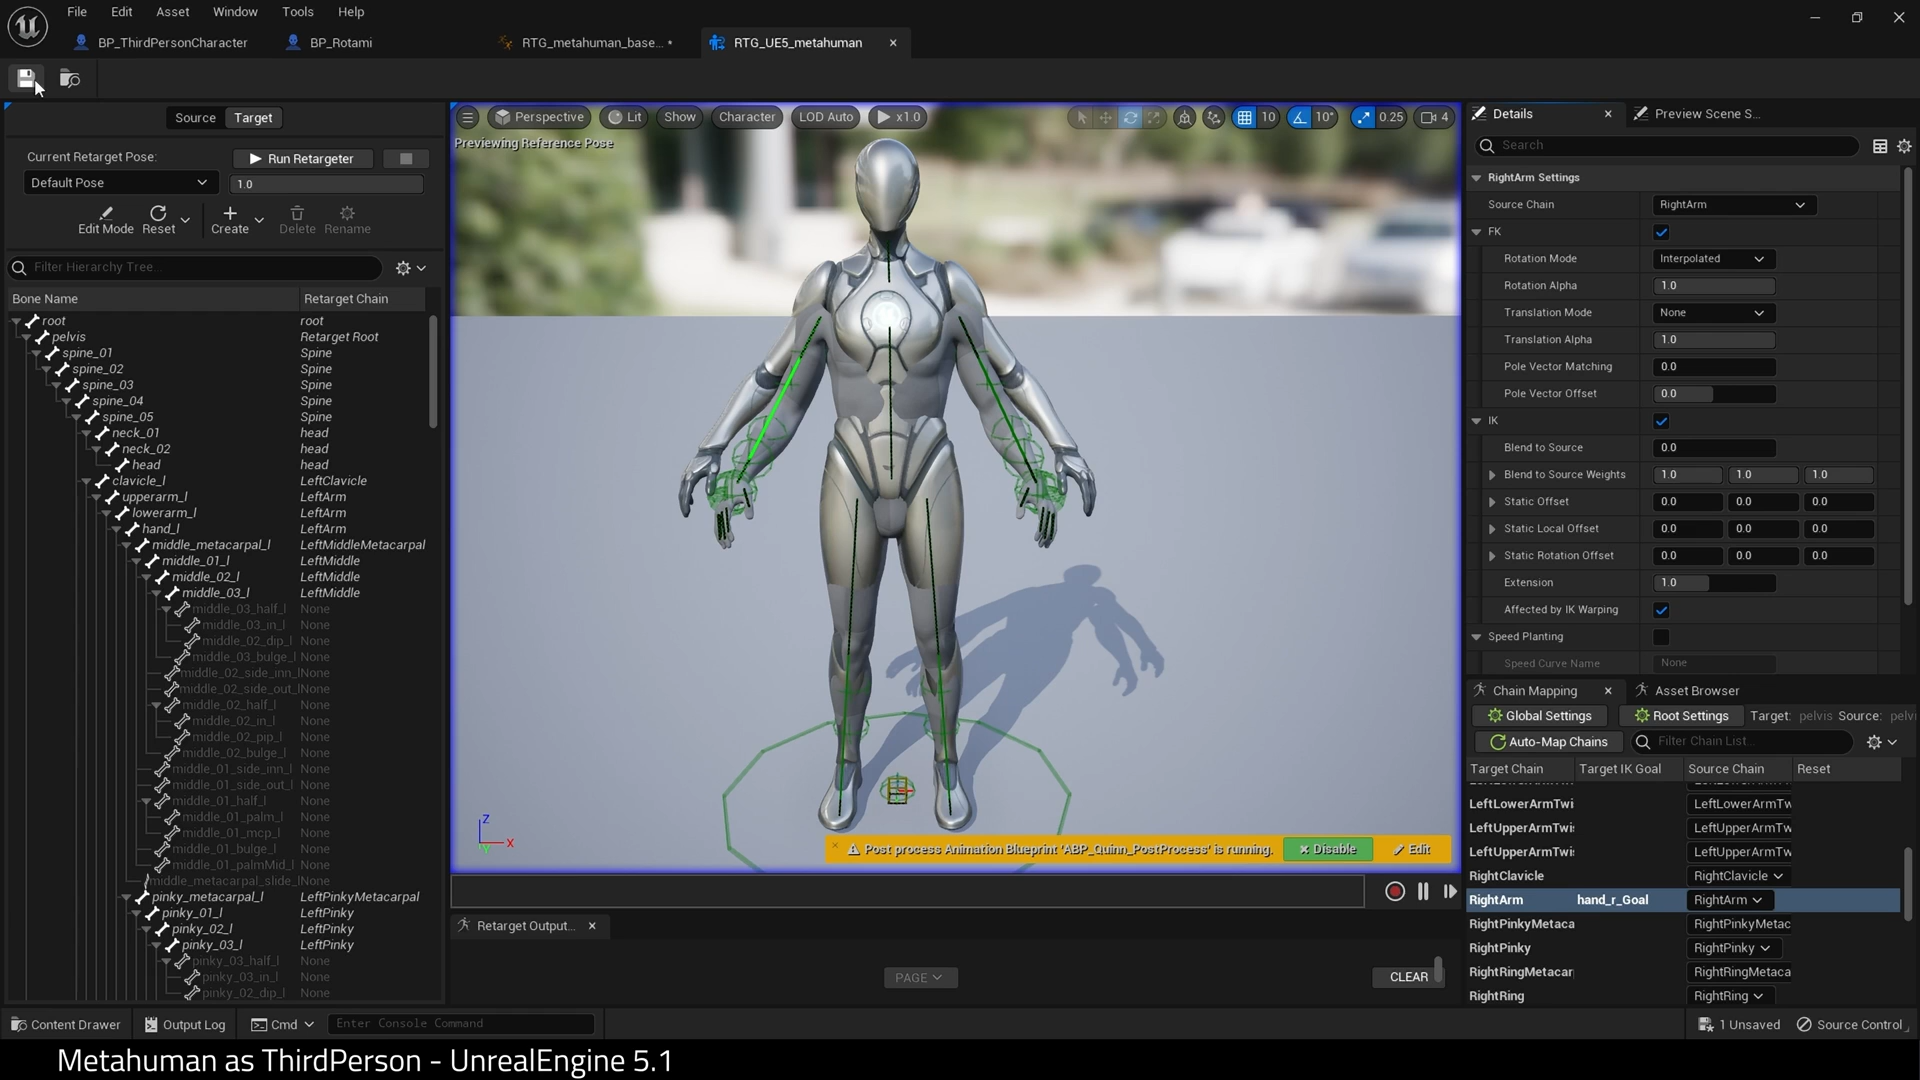 File Edit Asset Window Tools Help
BP_ThirdPersonCharacter BP_Rotami RTG_metahuman_base... * RTG_UE5_metahuman
Source Target
Current Retarget Pose: Run Retargeter
Default Pose 1.0
Edit Mode Reset Create Delete Rename
Filter Hierarchy Tree...
Bone Name Retarget Chain
root root
pelvis Retarget Root
spine_01 Spine
spine_02 Spine
spine_03 Spine
spine_04 Spine
spine_05 Spine
neck_01 head
neck_02 head
head head
clavicle_l LeftClavicle
upperarm_l LeftArm
lowerarm_l LeftArm
hand_l LeftArm
middle_metacarpal_l LeftMiddleMetacarpal
middle_01_l LeftMiddle
middle_02_l LeftMiddle
middle_03_l LeftMiddle
middle_03_half_l None
middle_03_in_l None
middle_02_dip_l None
middle_03_bulge_l None
middle_02_side_inn_l None
middle_02_side_out_l None
middle_02_half_l None
middle_02_in_l None
middle_02_pip_l None
middle_02_bulge_l None
middle_01_side_inn_l None
middle_01_side_out_l None
middle_01_half_l None
middle_01_palm_l None
middle_01_mcp_l None
middle_01_bulge_l None
middle_01_palmMid_l None
middle_metacarpal_slide_l None
pinky_metacarpal_l LeftPinkyMetacarpal
pinky_01_l LeftPinky
pinky_02_l LeftPinky
pinky_03_l LeftPinky
pinky_03_half_l None
pinky_03_in_l None
pinky_02_dip_l None
Perspective Lit Show Character LOD Auto x1.0 10 10° 0.25 4
Previewing Reference Pose
Z
X
Y
Post process Animation Blueprint 'ABP_Quinn_PostProcess' is running. Disable Edit
Retarget Output...
PAGE CLEAR
Details Preview Scene S...
Search
RightArm Settings
Source Chain RightArm
FK
Rotation Mode Interpolated
Rotation Alpha 1.0
Translation Mode None
Translation Alpha 1.0
Pole Vector Matching 0.0
Pole Vector Offset 0.0
IK
Blend to Source 0.0
Blend to Source Weights 1.0 1.0 1.0
Static Offset 0.0 0.0 0.0
Static Local Offset 0.0 0.0 0.0
Static Rotation Offset 0.0 0.0 0.0
Extension 1.0
Affected by IK Warping
Speed Planting
Speed Curve Name None
Chain Mapping Asset Browser
Global Settings Root Settings Target: pelvis Source: pelv
Auto-Map Chains Filter Chain List...
Target Chain Target IK Goal Source Chain Reset
LeftLowerArmTwi LeftLowerArmTw
LeftUpperArmTwi LeftUpperArmTw
LeftUpperArmTwi LeftUpperArmTw
RightClavicle RightClavicle
RightArm hand_r_Goal RightArm
RightPinkyMetaca RightPinkyMetac
RightPinky RightPinky
RightRingMetacar RightRingMetaca
RightRing RightRing
Content Drawer Output Log Cmd Enter Console Command 1 Unsaved Source Control
Metahuman as ThirdPerson - UnrealEngine 5.1